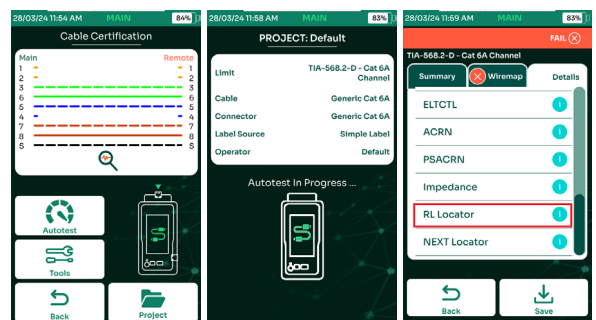 28/03/24 11:54 AM MAIN 84%
Cable Certification
Main Remote
1 1
2 2
3 3
6 6
5 5
4 4
7 7
8 8
S S
Autotest
Tools
Back
Project
28/03/24 11:58 AM MAIN 83%
PROJECT: Default
Limit TIA-568.2-D - Cat 6A
Channel
Cable Generic Cat 6A
Connector Generic Cat 6A
Label Source Simple Label
Operator Default
Autotest In Progress ...
28/03/24 11:59 AM MAIN 83%
FAIL
TIA-568.2-D - Cat 6A Channel
Summary Wiremap Details
ELTCTL i
ACRN i
PSACRN i
Impedance i
RL Locator i
NEXT Locator i
Back
Save